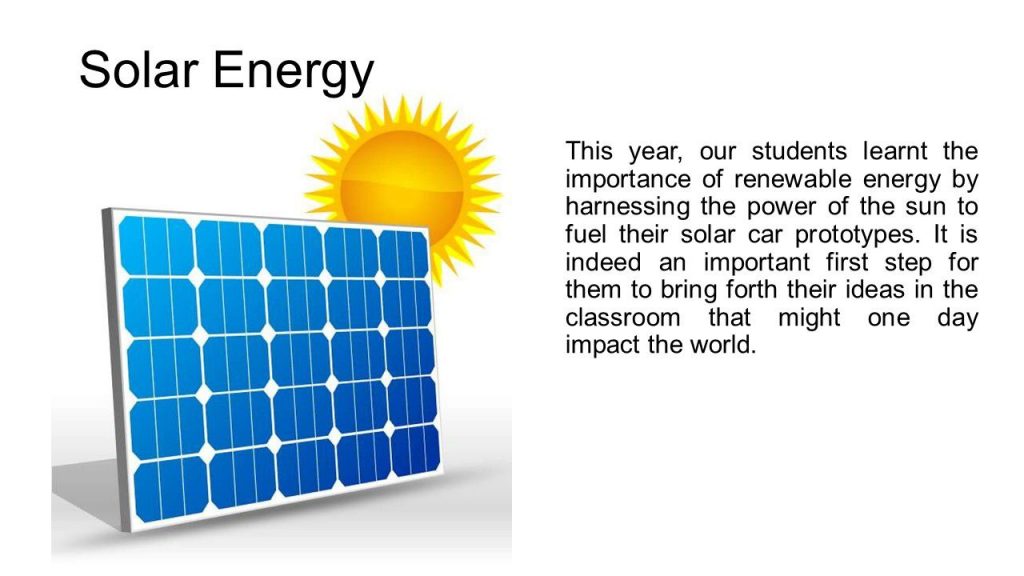 Solar Energy
This year, our students learnt the
importance of renewable energy by
harnessing the power of the sun to
fuel their solar car prototypes. It is
indeed an important first step for
them to bring forth their ideas in the
classroom that might one day
impact the world.